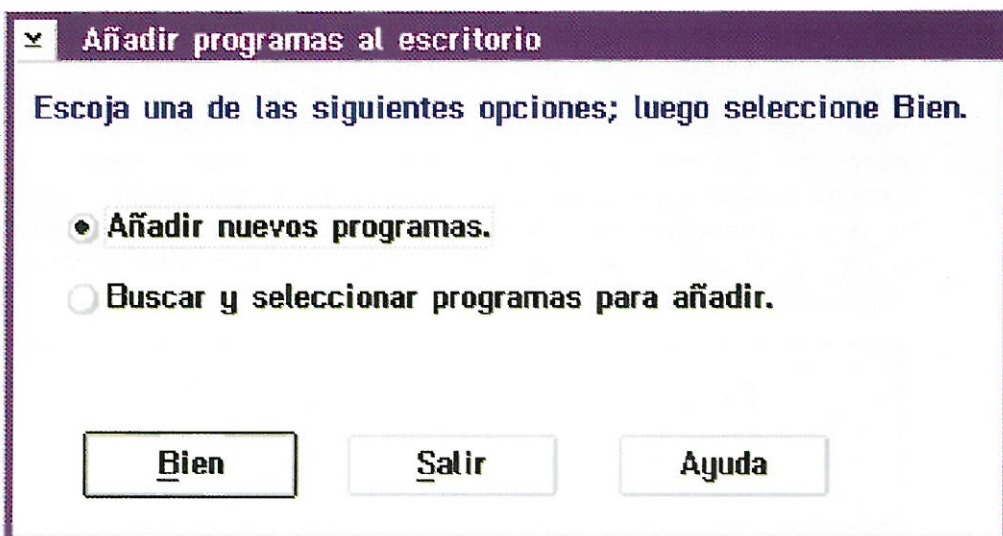 Añadir programas al escritorio
Escoja una de las siguientes opciones; luego seleccione Bien.
Añadir nuevos programas.
Buscar y seleccionar programas para añadir.
Bien Salir Ayuda